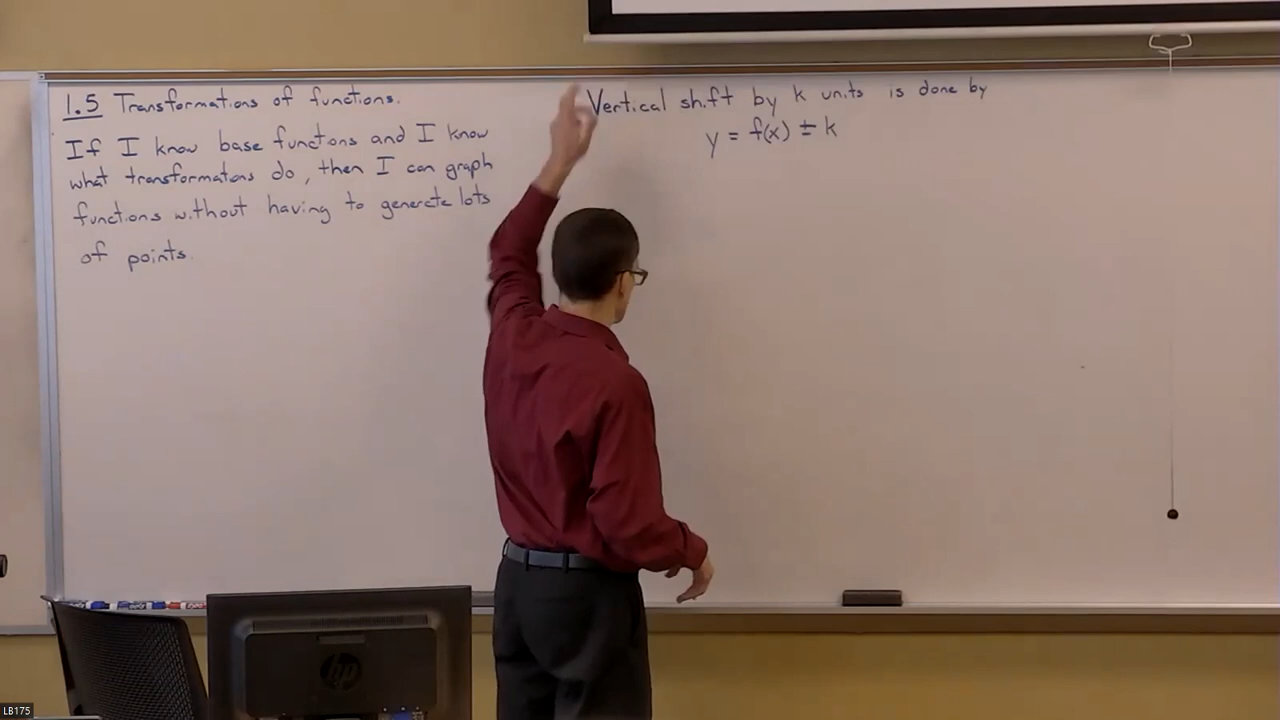 1.5 Transformations of functions.
If I know base functions and I know
what transformations do, then I can graph
functions without having to generate lots
of points.
Vertical shift by k units is done by
y = f(x) ± k
hp
LB175